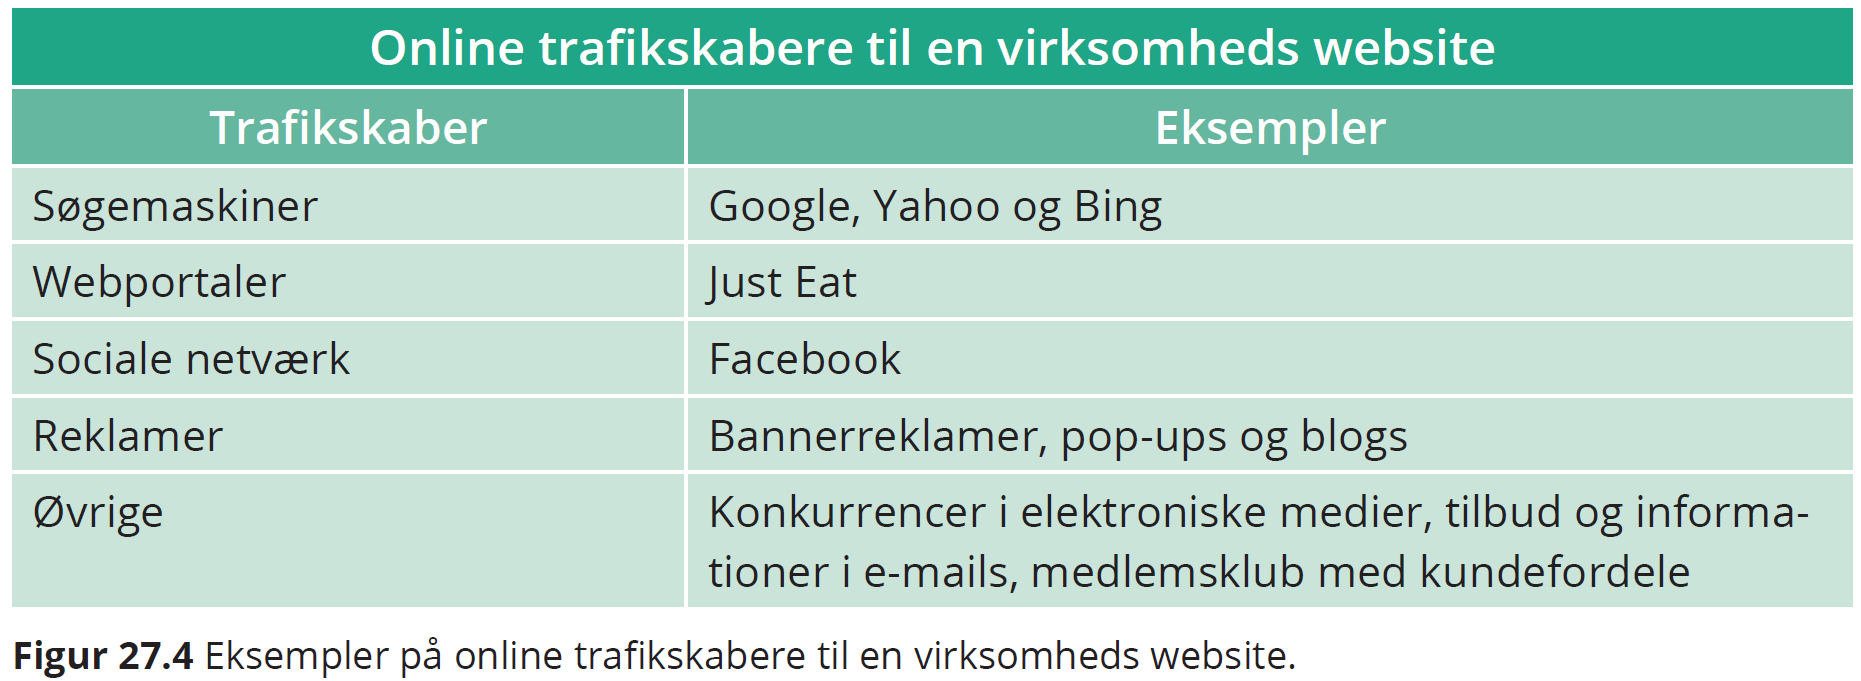 Online trafikskabere til en virksomheds website
Trafikskaber Eksempler
Søgemaskiner Google, Yahoo og Bing
Webportaler Just Eat
Sociale netværk Facebook
Reklamer Bannerreklamer, pop-ups og blogs
Øvrige Konkurrencer i elektroniske medier, tilbud og informa-
tioner i e-mails, medlemsklub med kundefordele
Figur 27.4 Eksempler på online trafikskabere til en virksomheds website.